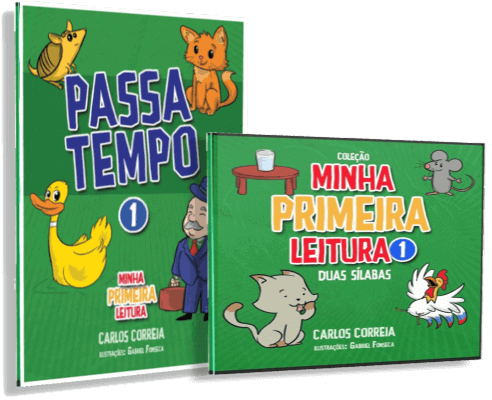 PASSA
TEMPO
1
MINHA
PRIMEIRA
LEITURA
CARLOS CORREIA
ILUSTRAÇÕES: GABRIEL FONSECA
COLEÇÃO
MINHA
PRIMEIRA
LEITURA 1
DUAS SÍLABAS
CARLOS CORREIA
ILUSTRAÇÕES: GABRIEL FONSECA